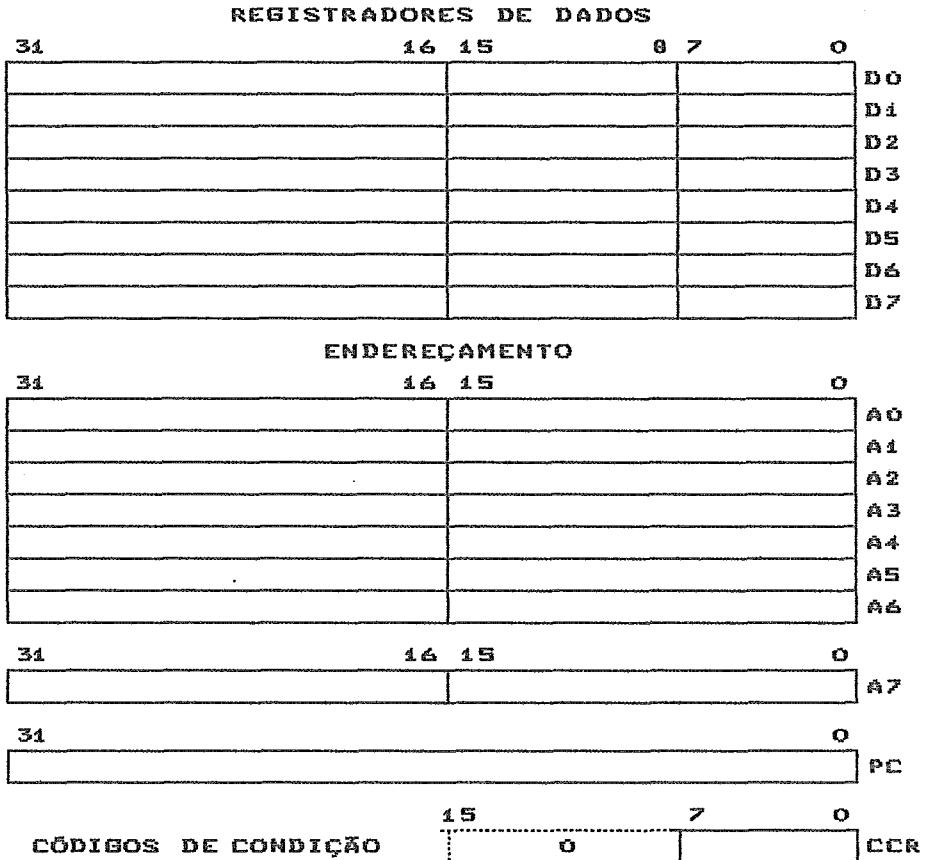 REGISTRADORES DE DADOS
31 16 15 8 7 0
D0
D1
D2
D3
D4
D5
D6
D7
ENDEREÇAMENTO
31 16 15 0
A0
A1
A2
A3
A4
A5
A6
31 16 15 0
A7
31 0
PC
15 7 0
CÓDIGOS DE CONDIÇÃO 0 CCR